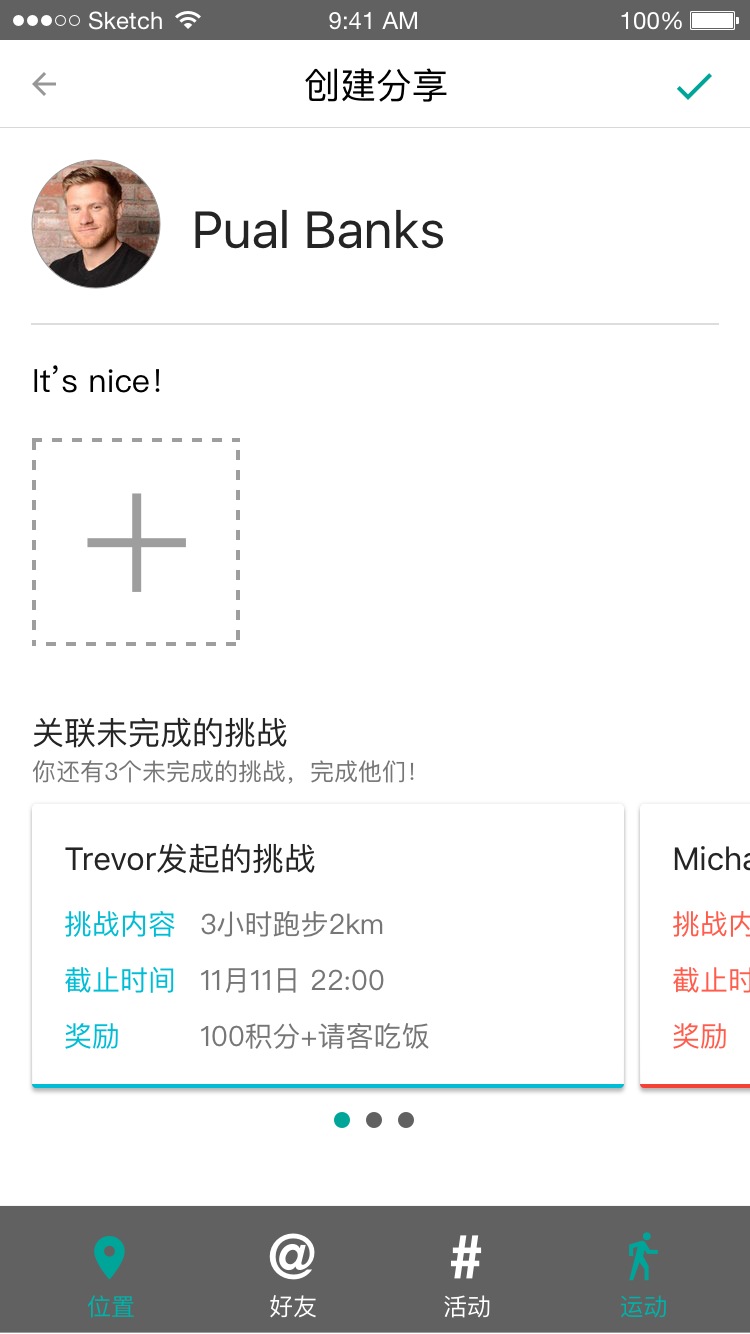 Sketch 9:41 AM 100%
创建分享
Pual Banks
It's nice!
关联未完成的挑战
你还有3个未完成的挑战，完成他们！
Trevor发起的挑战
挑战内容 3小时跑步2km
截止时间 11月11日 22:00
奖励 100积分+请客吃饭
Micha
挑战内
截止时
奖励
@ #
位置 好友 活动 运动